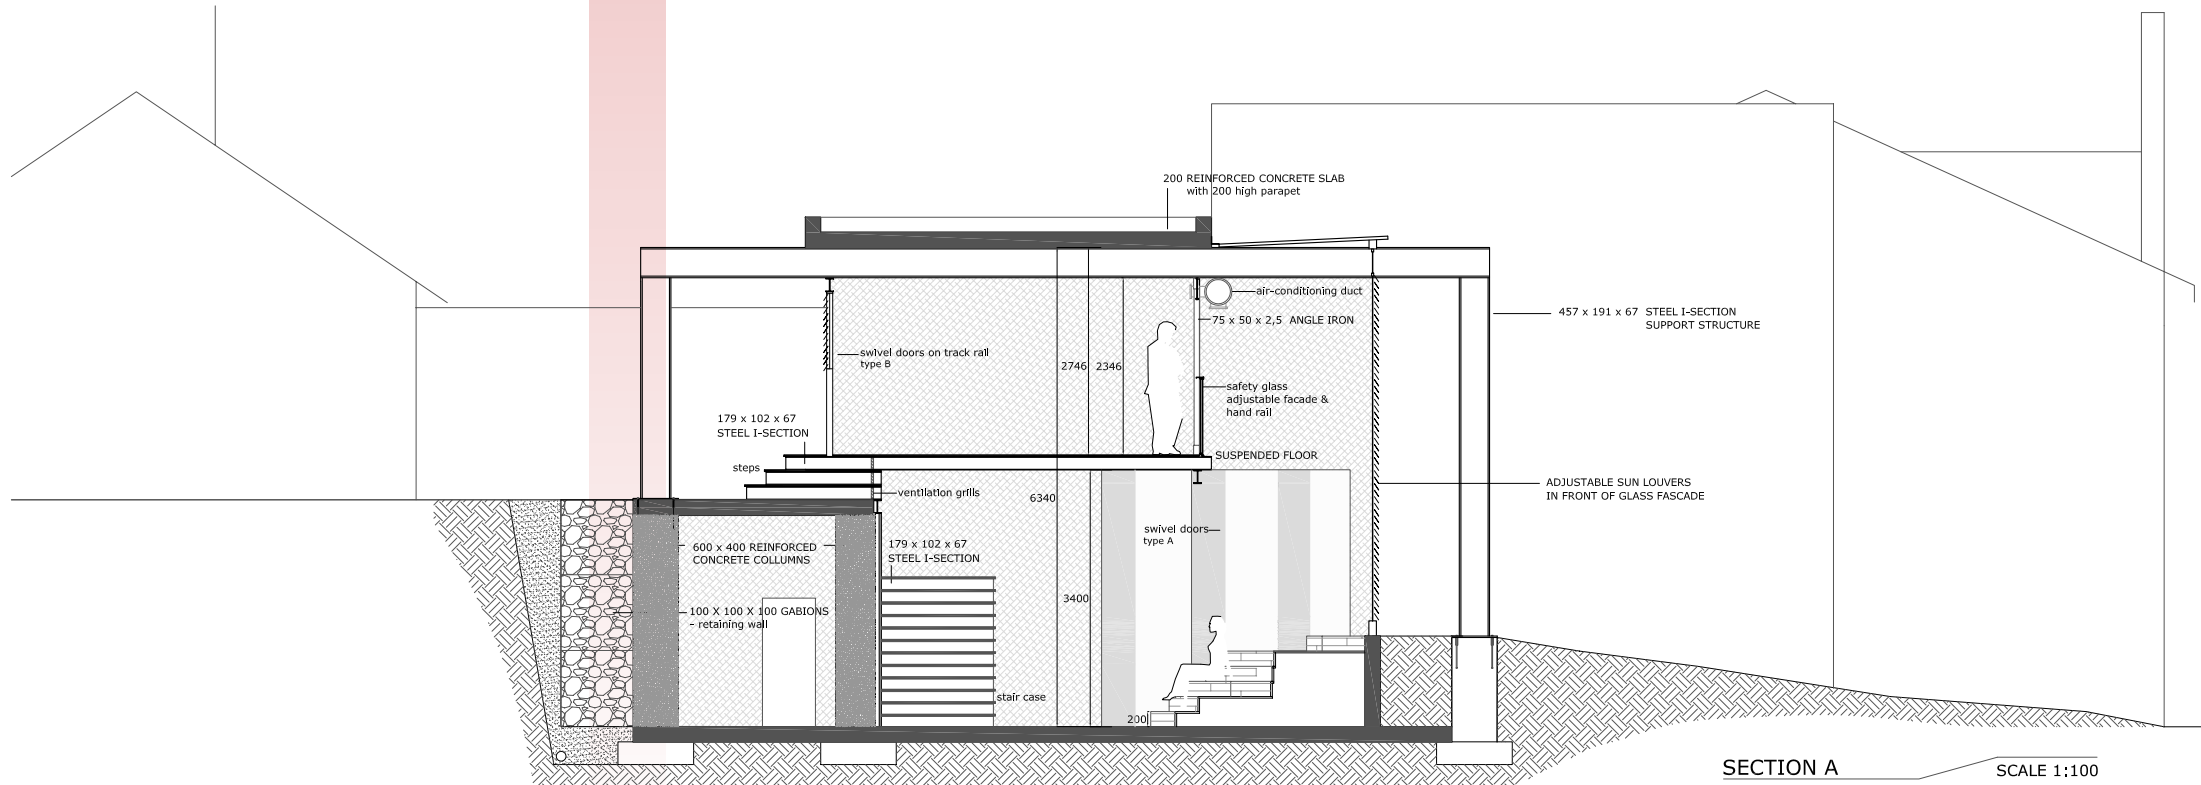 200 REINFORCED CONCRETE SLAB
with 200 high parapet
air-conditioning duct
75 x 50 x 2,5 ANGLE IRON
457 x 191 x 67 STEEL I-SECTION
SUPPORT STRUCTURE
swivel doors on track rail
type B
2746
2346
safety glass
adjustable facade &
hand rail
179 x 102 x 67
STEEL I-SECTION
steps
SUSPENDED FLOOR
ventilation grills
6340
ADJUSTABLE SUN LOUVERS
IN FRONT OF GLASS FASCADE
swivel doors
type A
600 x 400 REINFORCED
CONCRETE COLLUMNS
179 x 102 x 67
STEEL I-SECTION
3400
100 X 100 X 100 GABIONS
- retaining wall
stair case
200
SECTION A
SCALE 1:100